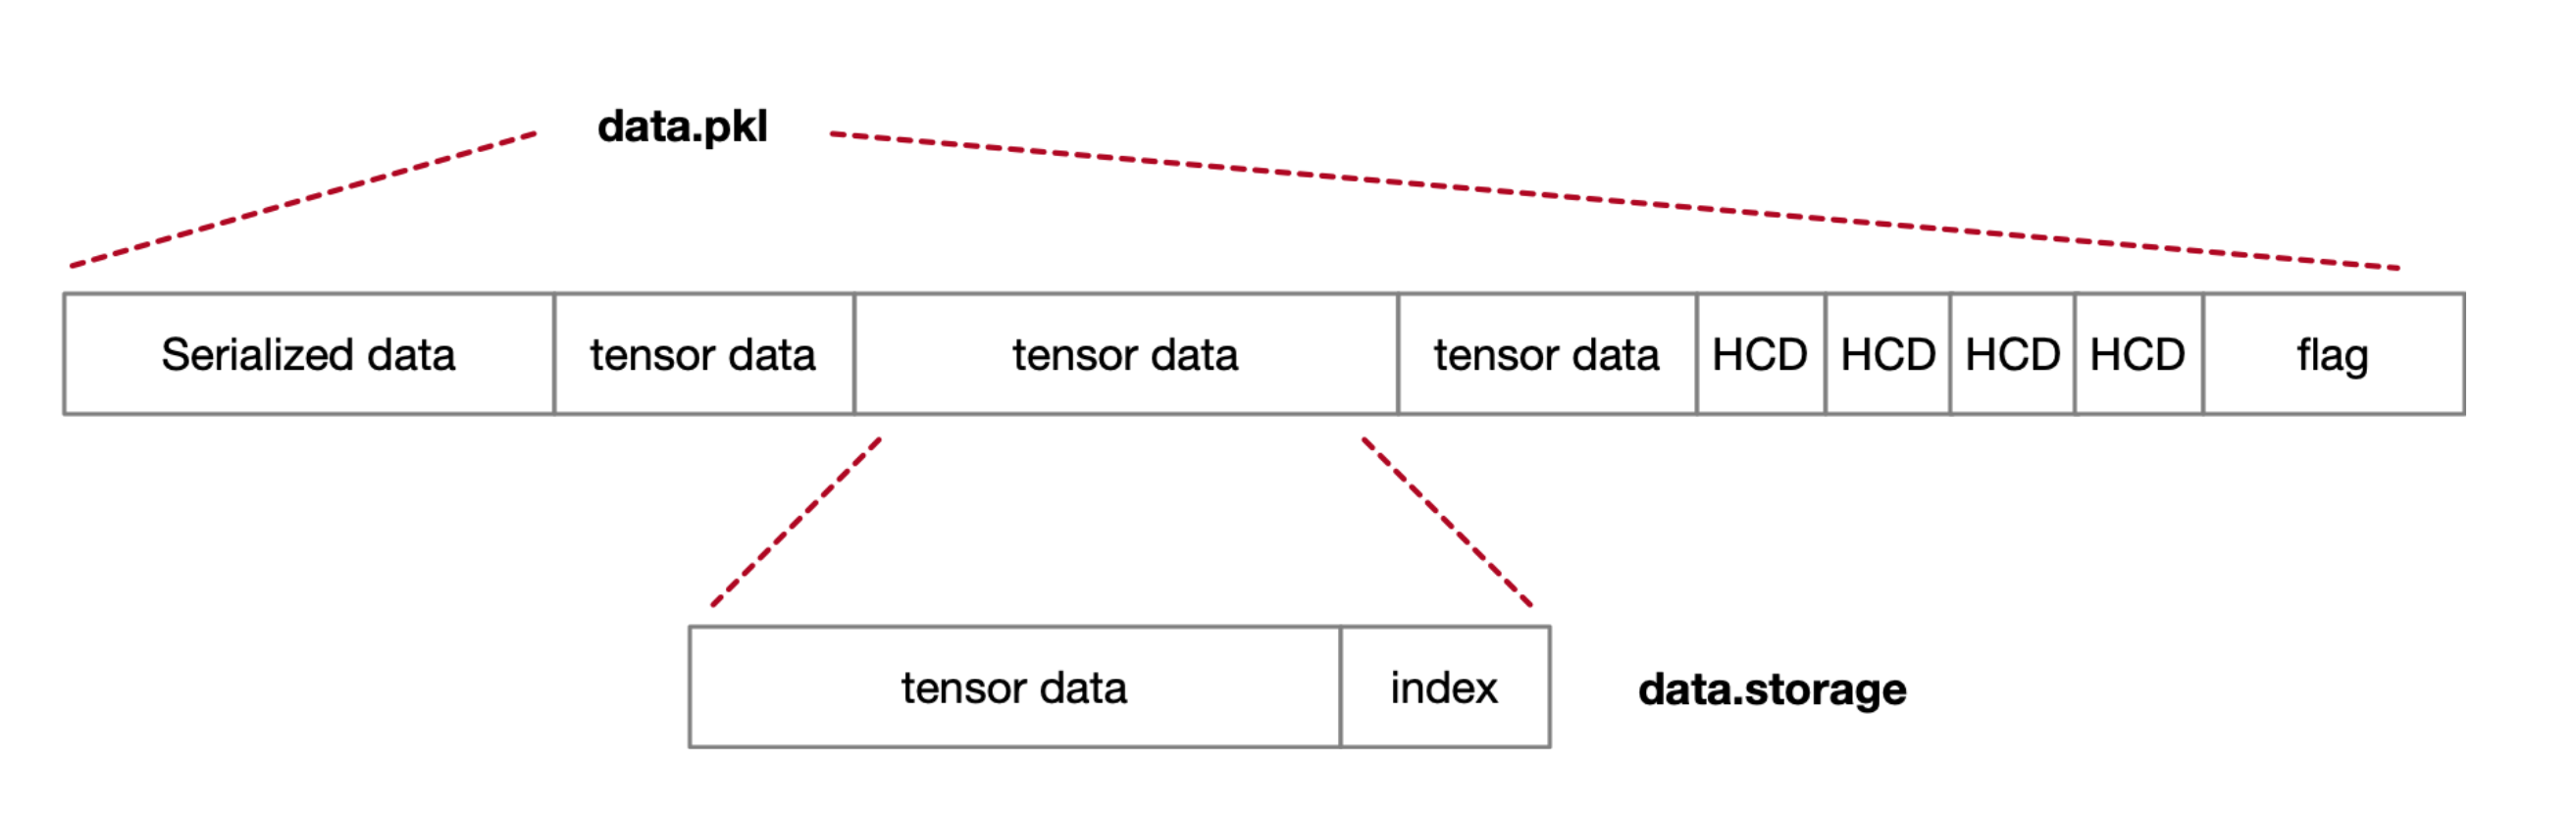 data.pkl
Serialized data tensor data tensor data tensor data HCD HCD HCD HCD flag
tensor data index data.storage